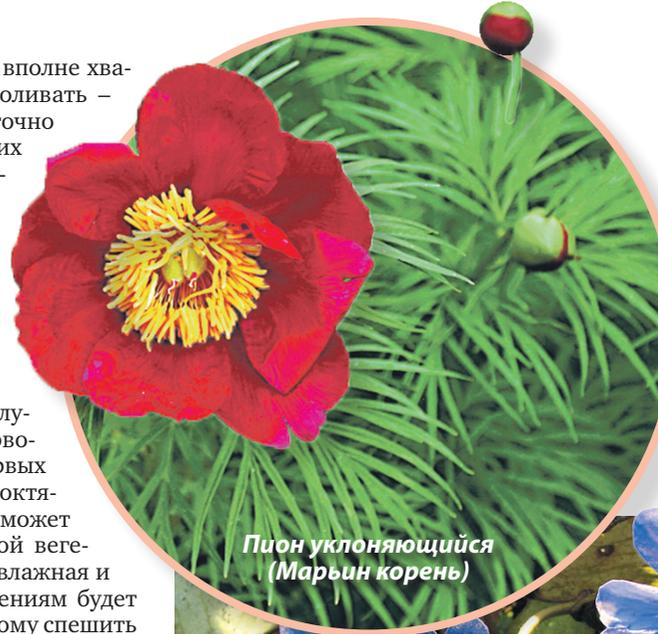 вполне хва-
оливать –
точно
их
-
лу-
ово-
овых
октя-
может
ой веге-
влажная и
ениям будет
ому спешить
Пион уклоняющийся
(Марьин корень)